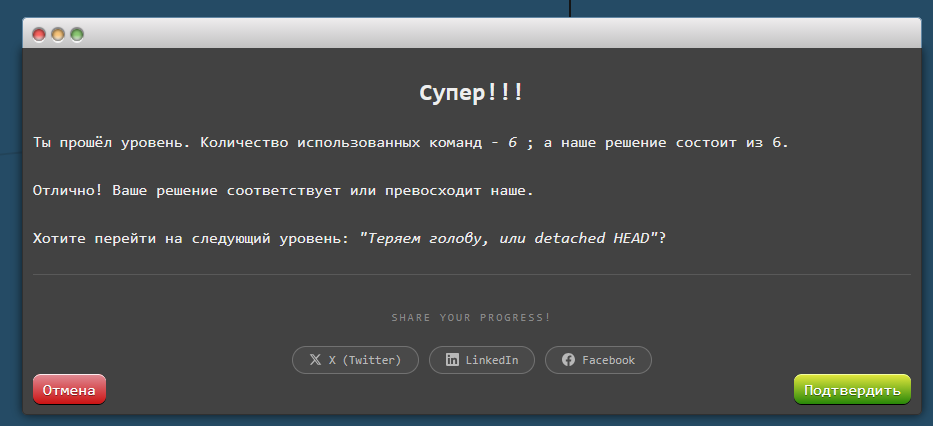 Супер!!!
Ты прошёл уровень. Количество использованных команд - 6 ; а наше решение состоит из 6.
Отлично! Ваше решение соответствует или превосходит наше.
Хотите перейти на следующий уровень: "Теряем голову, или detached HEAD"?
SHARE YOUR PROGRESS!
X (Twitter) LinkedIn Facebook
Отмена Подтвердить